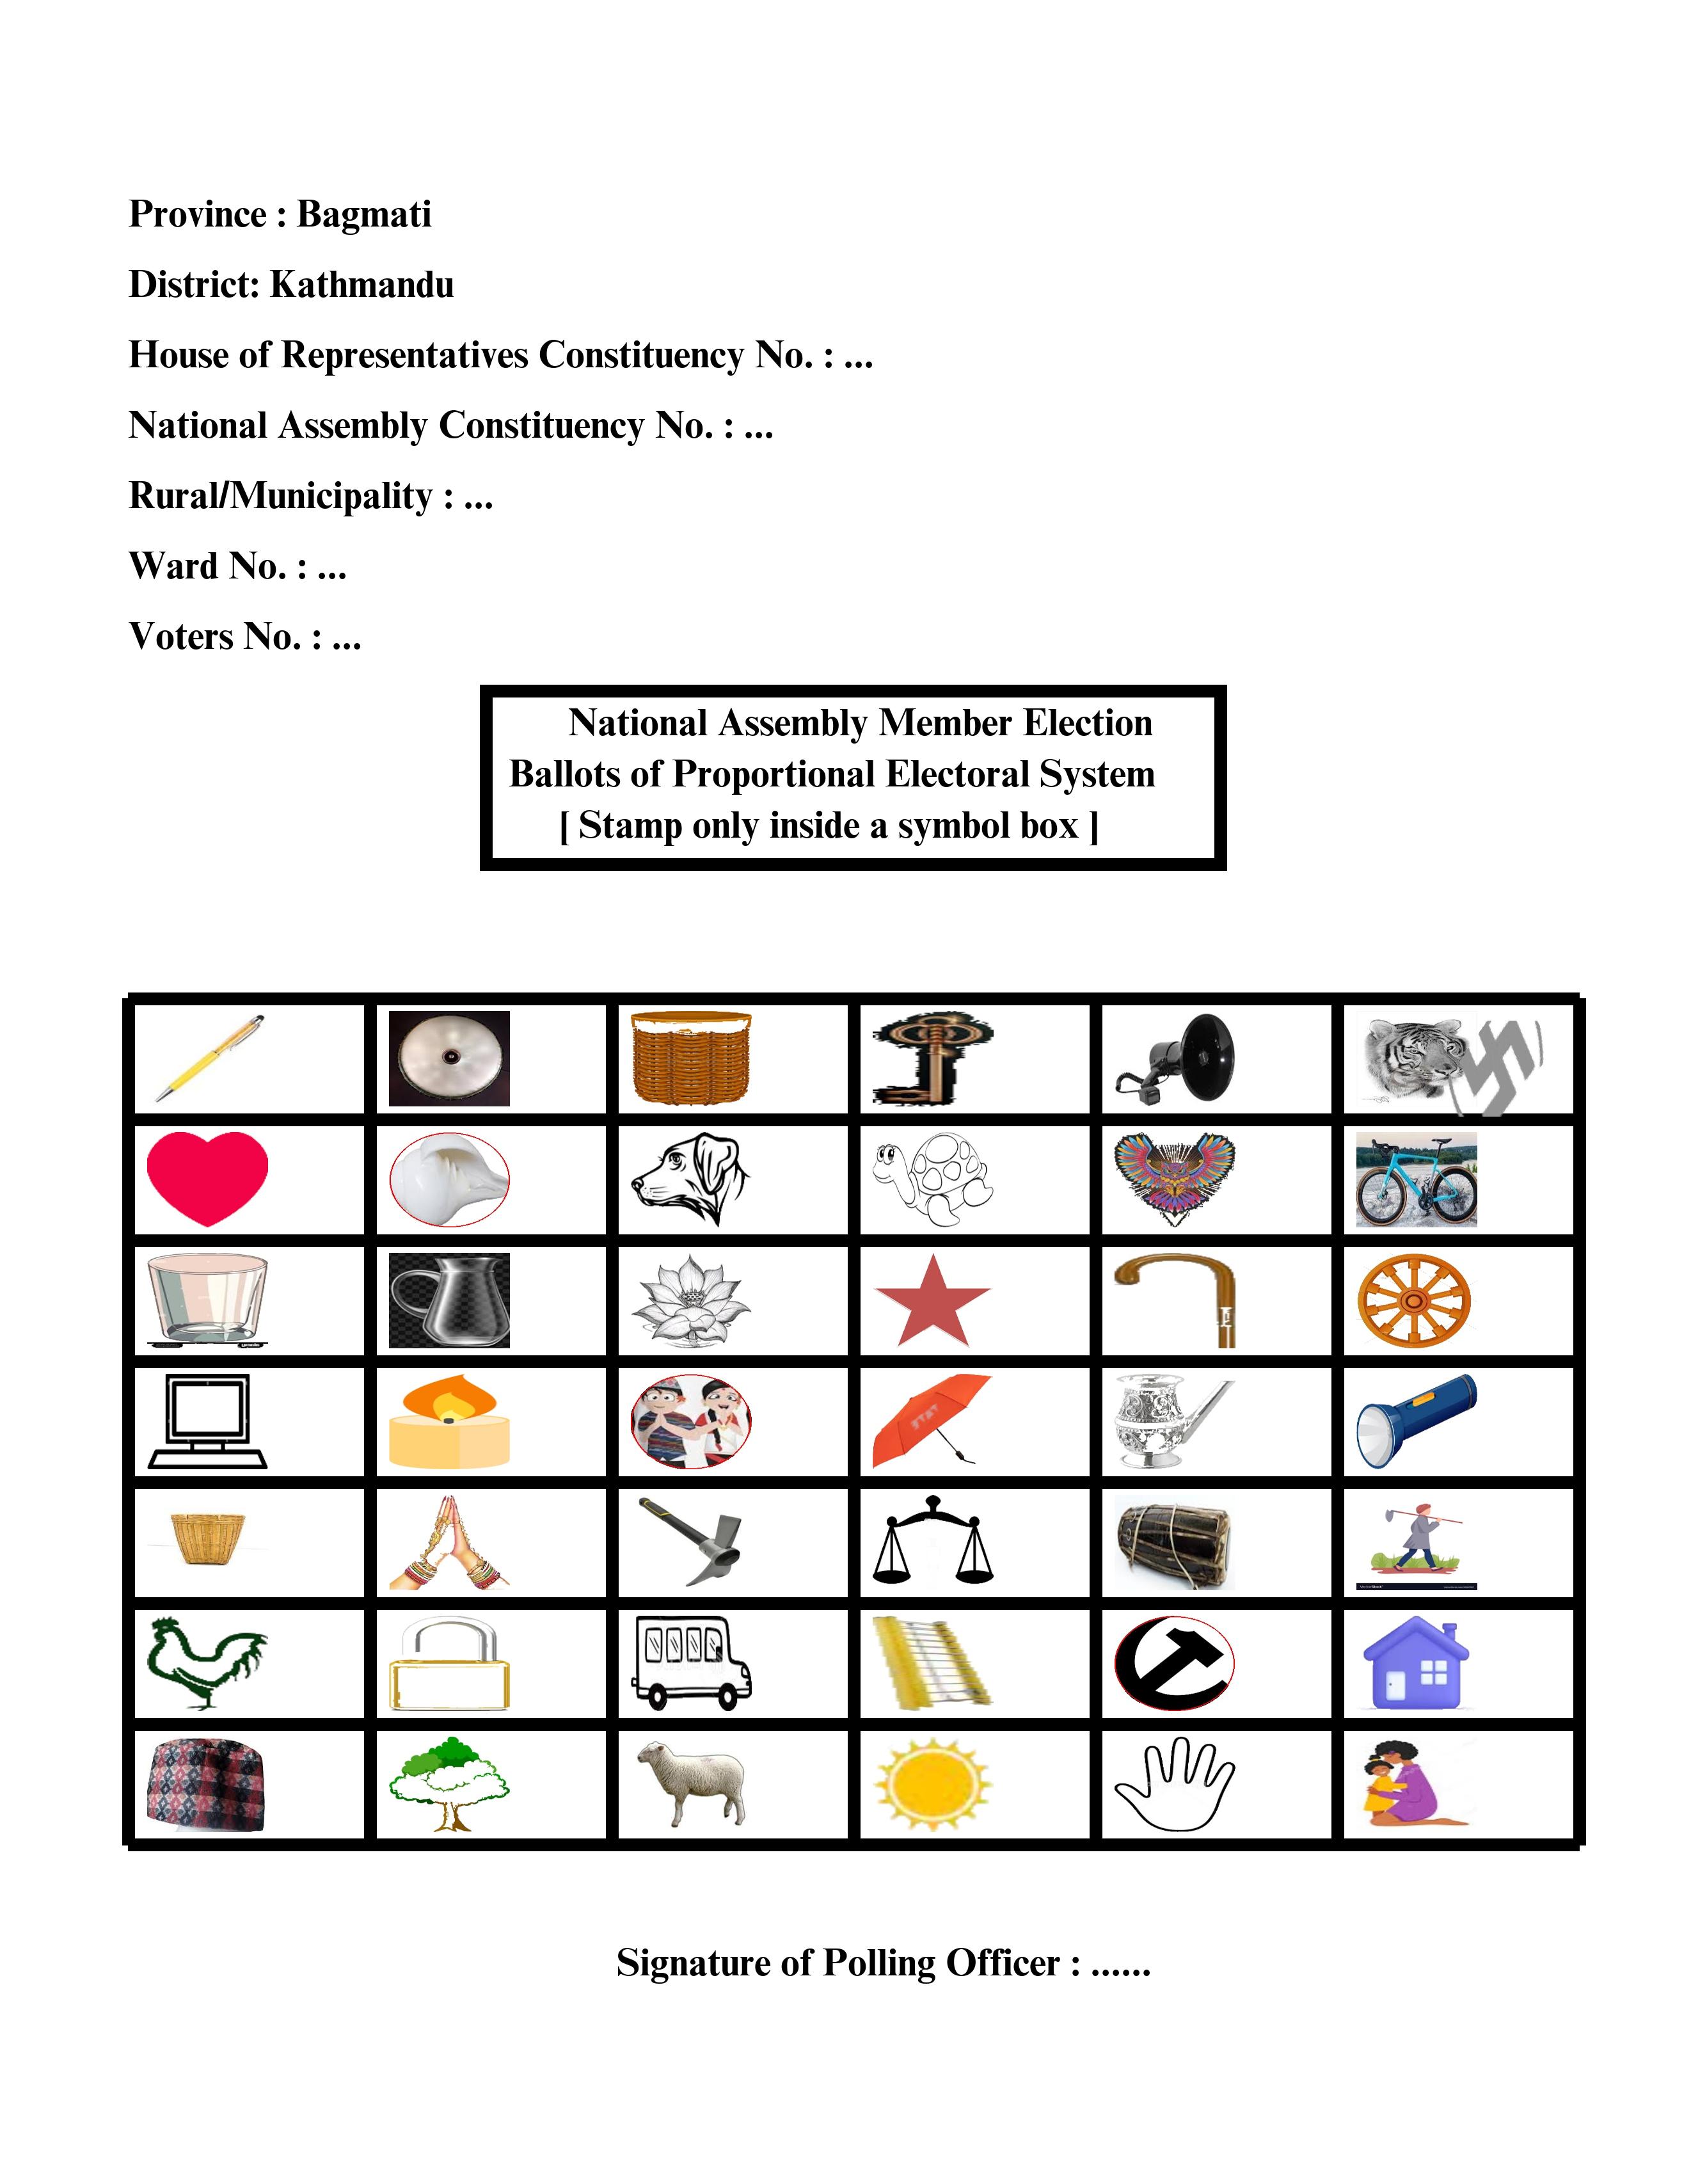 Province : Bagmati
District: Kathmandu
House of Representatives Constituency No. : ...
National Assembly Constituency No. : ...
Rural/Municipality : ...
Ward No. : ...
Voters No. : ...
National Assembly Member Election
Ballots of Proportional Electoral System
[ Stamp only inside a symbol box ]
Signature of Polling Officer : ......